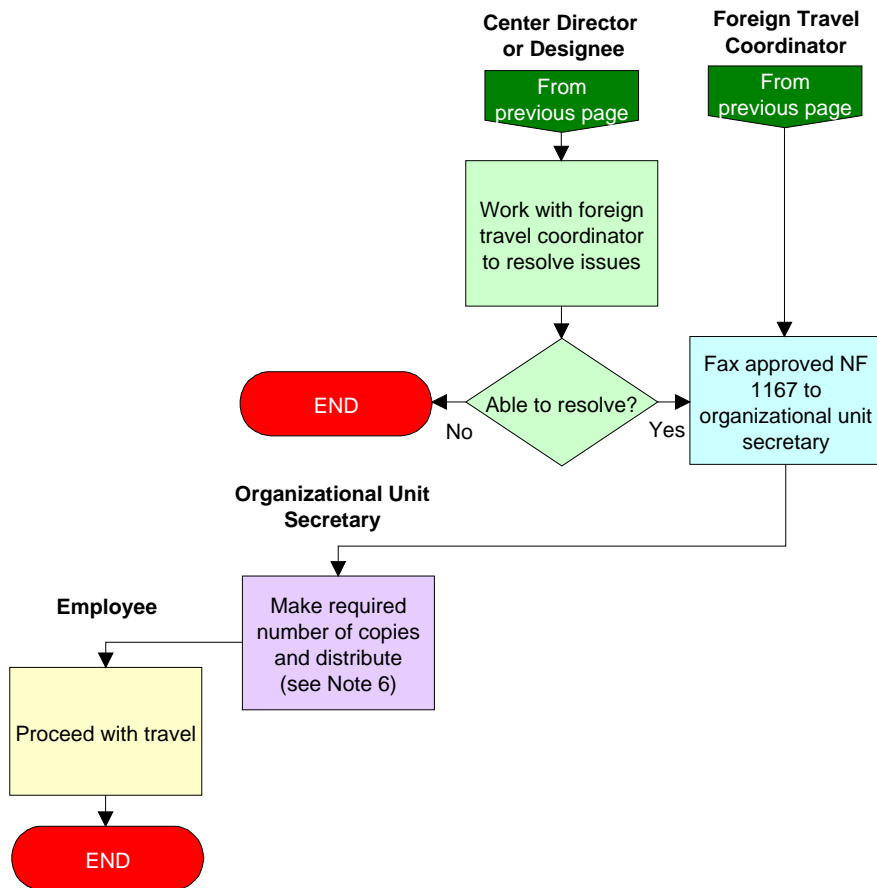 Center Director
or Designee
Foreign Travel
Coordinator
From
previous page
From
previous page
Work with foreign
travel coordinator
to resolve issues
END
Able to resolve?
No
Yes
Fax approved NF
1167 to
organizational unit
secretary
Organizational Unit
Secretary
Make required
number of copies
and distribute
(see Note 6)
Employee
Proceed with travel
END